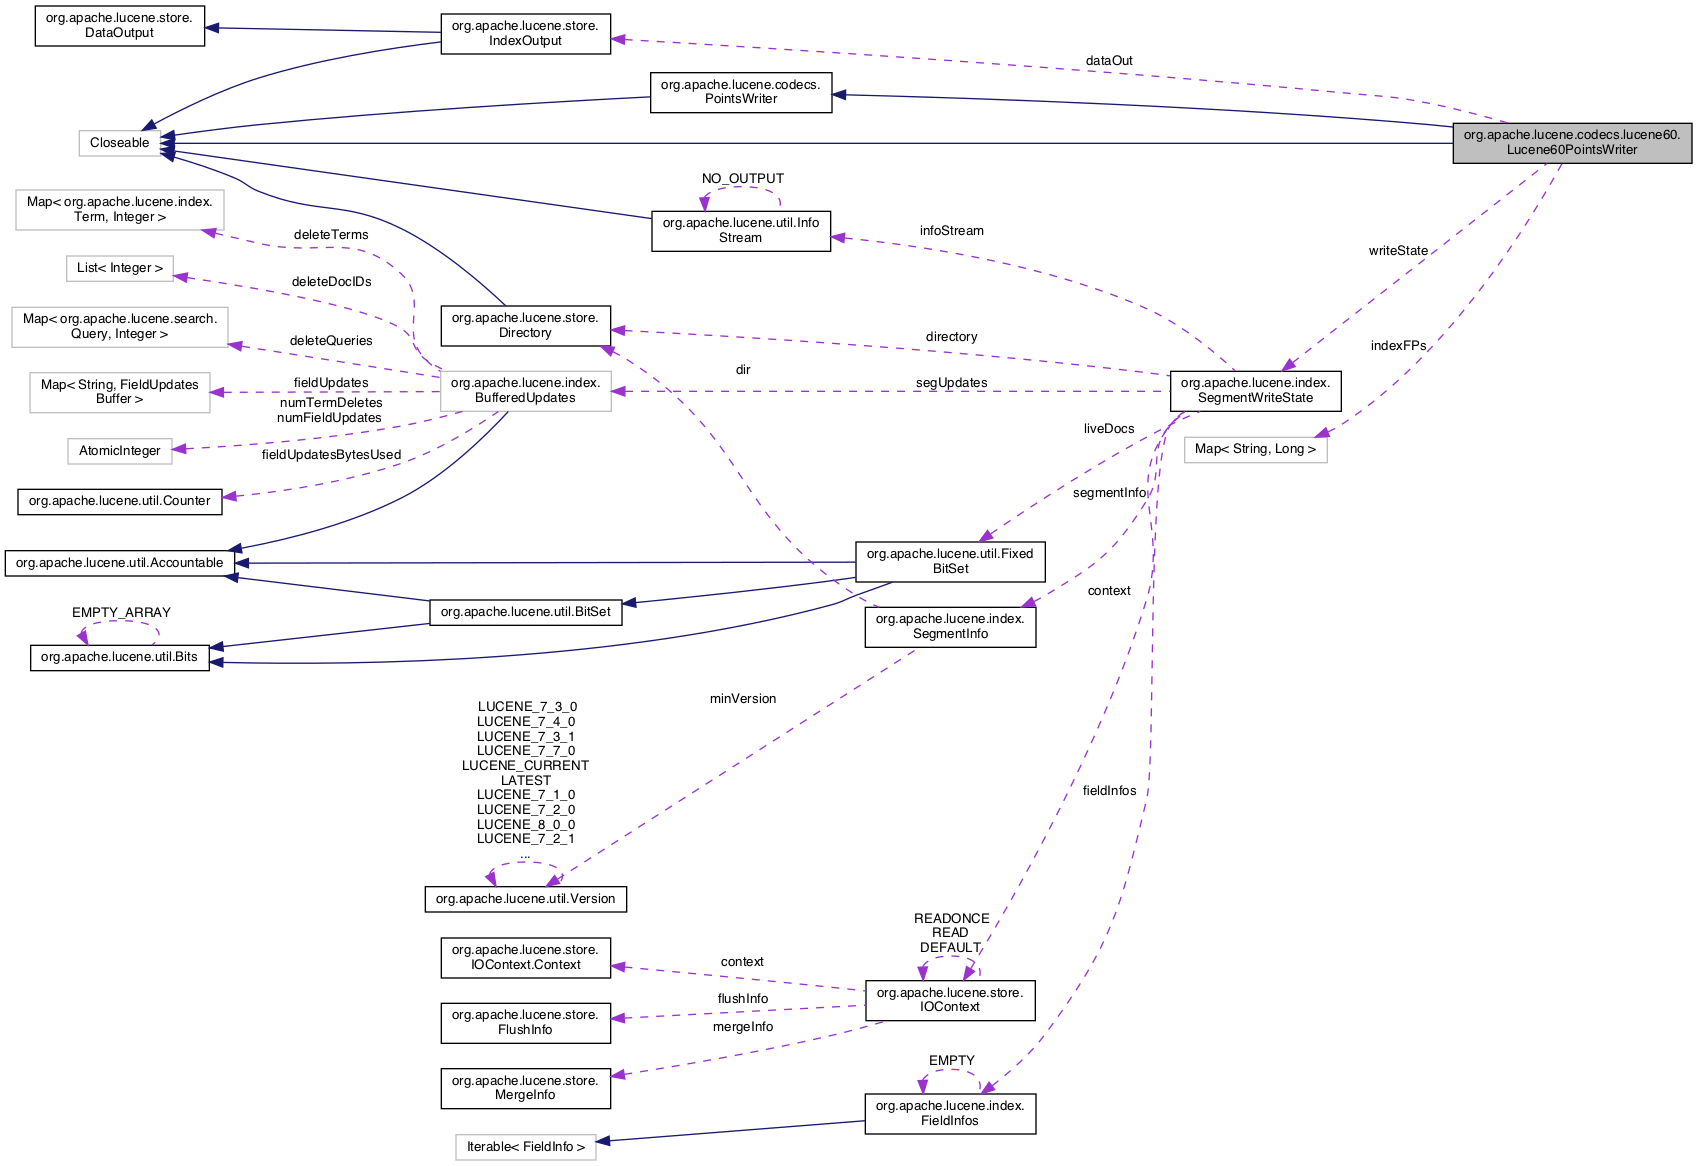 org.apache.lucene.store.
DataOutput
org.apache.lucene.store.
IndexOutput
dataOut
org.apache.lucene.codecs.
PointsWriter
org.apache.lucene.codecs.lucene60.
Lucene60PointsWriter
Closeable
NO_OUTPUT
Map< org.apache.lucene.index.
Term, Integer >
org.apache.lucene.util.Info
Stream
infoStream
deleteTerms
writeState
List< Integer >
deleteDocIDs
Map< org.apache.lucene.search.
Query, Integer >
org.apache.lucene.store.
Directory
directory
deleteQueries
indexFPs
dir
Map< String, FieldUpdates
Buffer >
fieldUpdates
org.apache.lucene.index.
BufferedUpdates
segUpdates
org.apache.lucene.index.
SegmentWriteState
numTermDeletes
numFieldUpdates
liveDocs
AtomicInteger
Map< String, Long >
fieldUpdatesBytesUsed
org.apache.lucene.util.Counter
segmentInfo
org.apache.lucene.util.Accountable
org.apache.lucene.util.Fixed
BitSet
context
EMPTY_ARRAY
org.apache.lucene.util.BitSet
org.apache.lucene.index.
SegmentInfo
org.apache.lucene.util.Bits
minVersion
LUCENE_7_3_0
LUCENE_7_4_0
LUCENE_7_3_1
LUCENE_7_7_0
LUCENE_CURRENT
LATEST
LUCENE_7_1_0
LUCENE_7_2_0
LUCENE_8_0_0
LUCENE_7_2_1
...
fieldInfos
org.apache.lucene.util.Version
READONCE
READ
DEFAULT
org.apache.lucene.store.
IOContext.Context
context
org.apache.lucene.store.
IOContext
flushInfo
org.apache.lucene.store.
FlushInfo
mergeInfo
EMPTY
org.apache.lucene.store.
MergeInfo
org.apache.lucene.index.
FieldInfos
Iterable< FieldInfo >